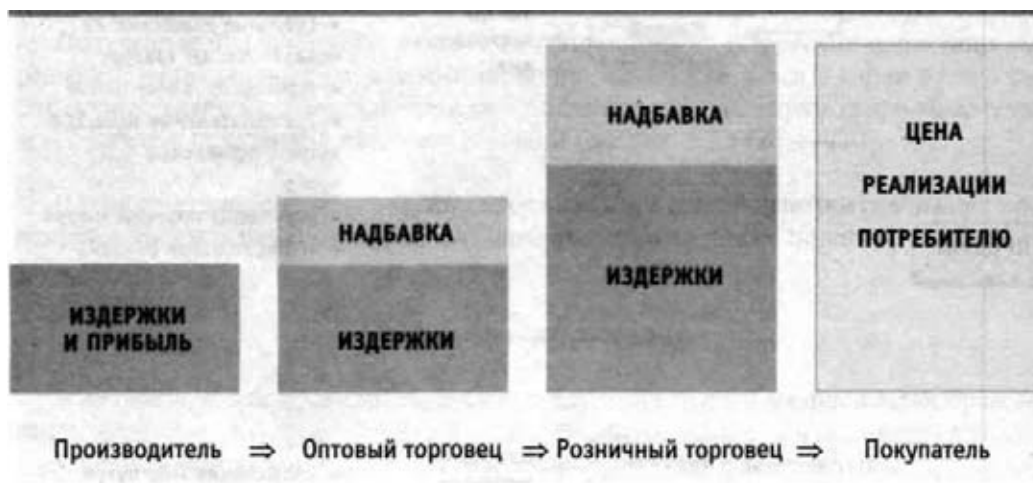 НАДБАВКА
ЦЕНА
РЕАЛИЗАЦИИ
НАДБАВКА
ПОТРЕБИТЕЛЮ
ИЗДЕРЖКИ
ИЗДЕРЖКИ
И ПРИБЫЛЬ
ИЗДЕРЖКИ
Производитель ⇒ Оптовый торговец ⇒ Розничный торговец ⇒ Покупатель